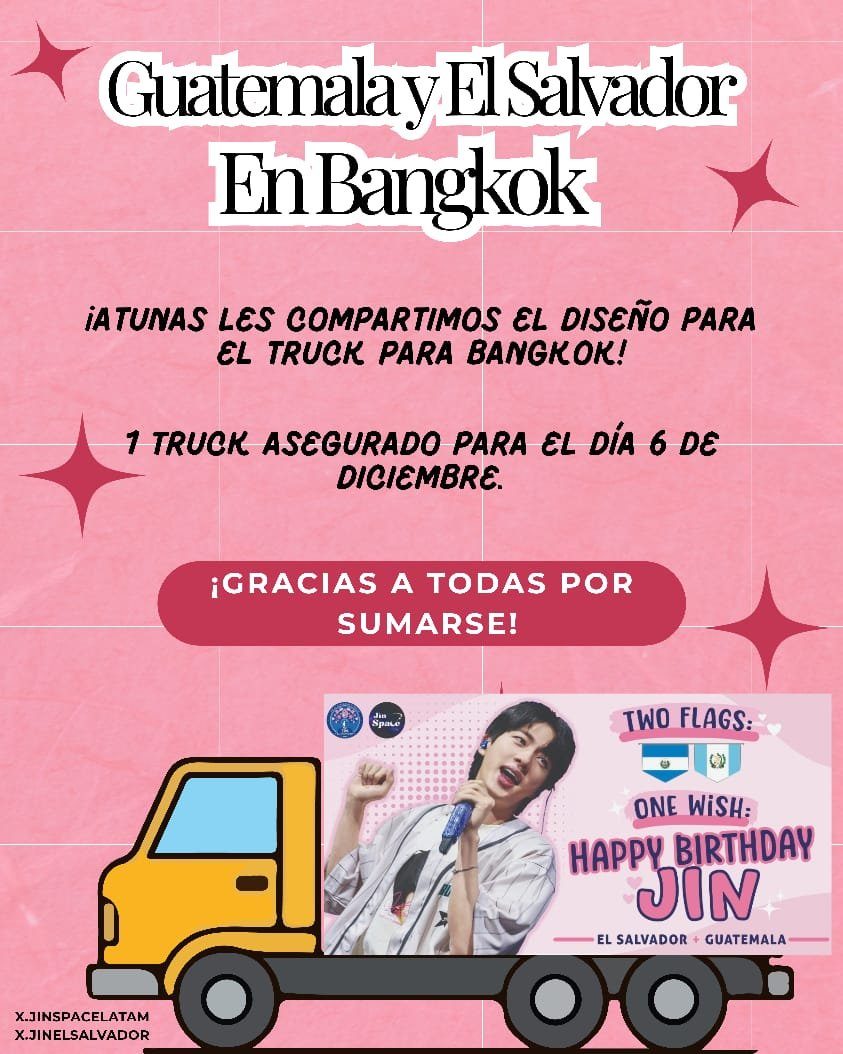 Guatemala y El Salvador
En Bangkok
¡ATUNAS LES COMPARTIMOS EL DISEÑO PARA
EL TRUCK PARA BANGKOK!
1 TRUCK ASEGURADO PARA EL DÍA 6 DE
DICIEMBRE.
¡GRACIAS A TODAS POR
SUMARSE!
Jin
Space
TWO FLAGS:
ONE WISH:
HAPPY BIRTHDAY
JIN
EL SALVADOR + GUATEMALA
X.JINSPACELATAM
X.JINELSALVADOR